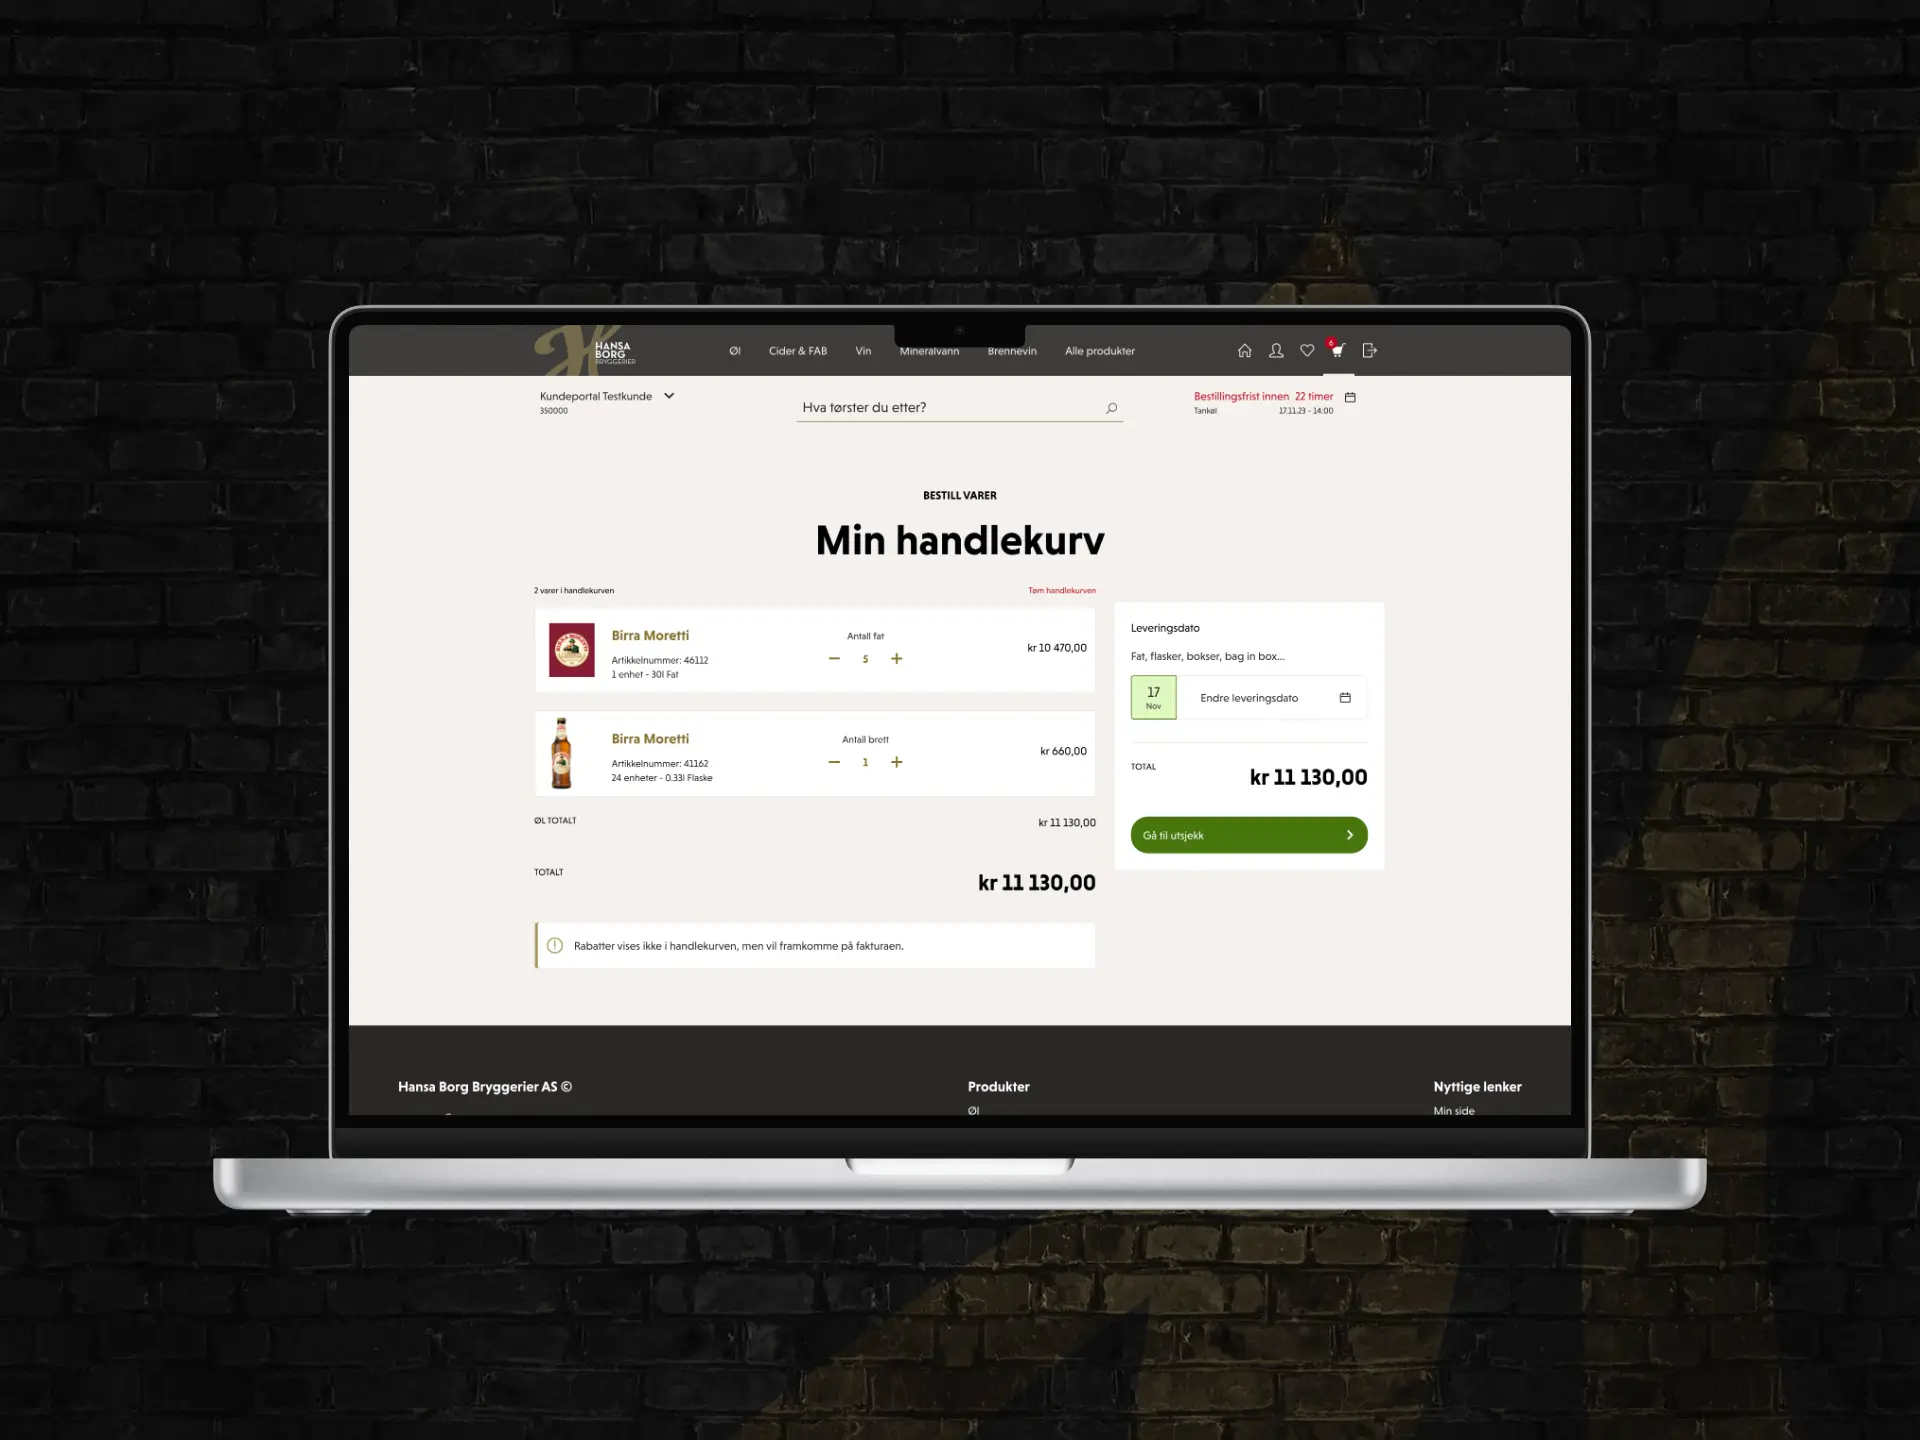 HANSA
BORG
BRYGGERIER
Øl
Cider & FAB
Vin
Mineralvann
Brennevin
Alle produkter
6
Kundeportal Testkunde
350000
Hva tørster du etter?
Bestillingsfrist innen 22 timer
Tankøl 17.11.23 - 14:00
BESTILL VARER
Min handlekurv
2 varer i handlekurven
Tøm handlekurven
Birra Moretti
Artikkelnummer: 46112
1 enhet - 30l Fat
Antall fat
5
kr 10 470,00
BIRRA MORETTI
Birra Moretti
Artikkelnummer: 41162
24 enheter - 0.33l Flaske
Antall brett
1
kr 660,00
ØL TOTALT
kr 11 130,00
TOTALT
kr 11 130,00
Rabatter vises ikke i handlekurven, men vil framkomme på fakturaen.
Leveringsdato
Fat, flasker, bokser, bag in box...
17
Nov
Endre leveringsdato
TOTAL
kr 11 130,00
Gå til utsjekk
Hansa Borg Bryggerier AS ©
Produkter
Øl
Nyttige lenker
Min side